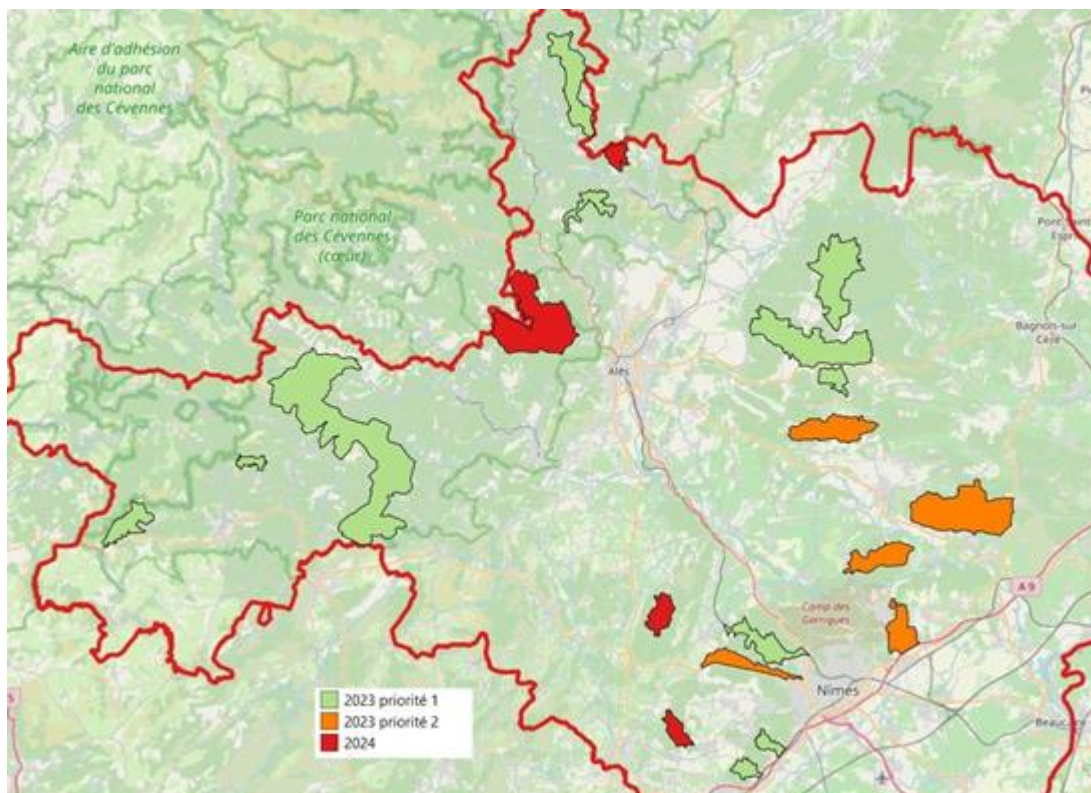 Aire d'adhésion
du parc
national
des Cévennes
Parc national
des Cévennes
(cœur)
Alès
Bagnols-sur
Cèze
A 9
Camp des
Garrigues
Nîmes
2023 priorité 1
2023 priorité 2
2024